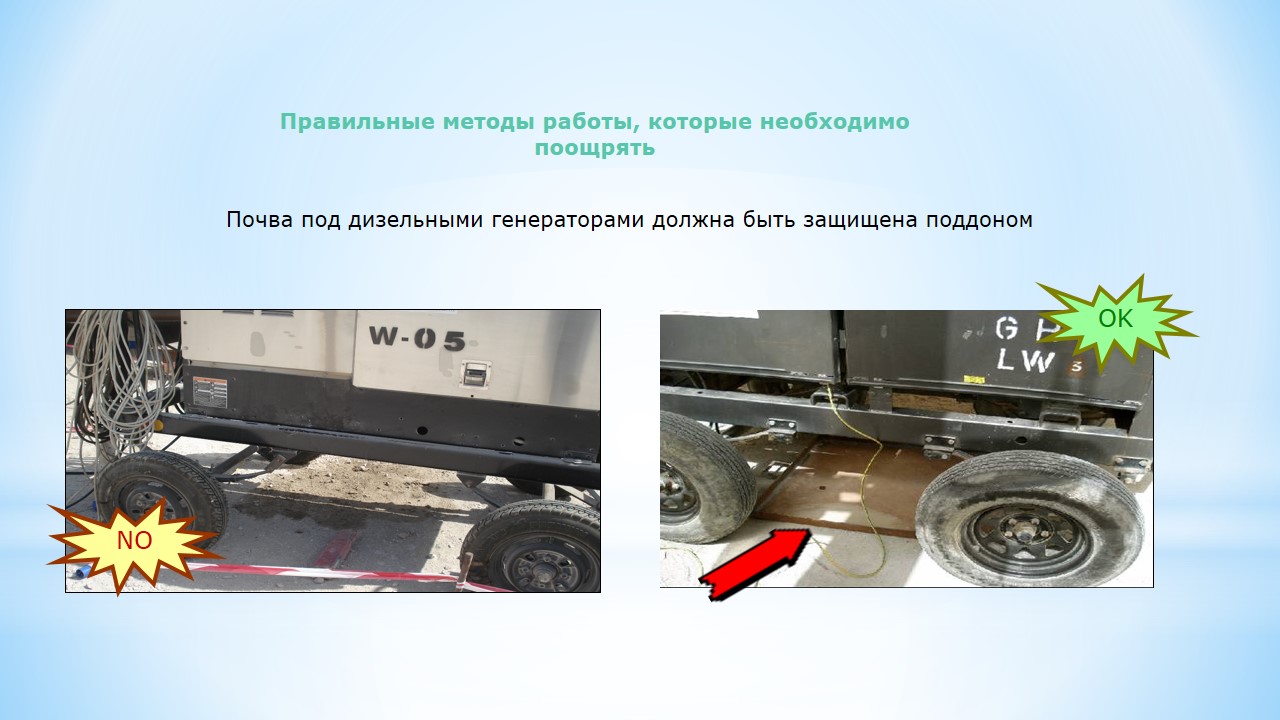 Правильные методы работы, которые необходимо
поощрять
Почва под дизельными генераторами должна быть защищена поддоном
W-05
NO
OK
G
LW 3